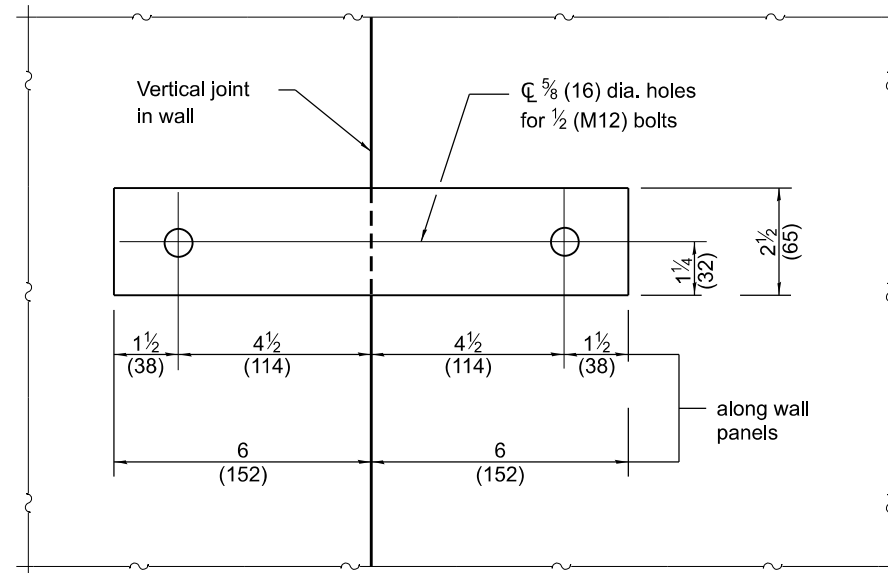 Vertical joint
in wall
℄ ⅝ (16) dia. holes
for ½ (M12) bolts
1¼
(32)
2½
(65)
1½
(38)
4½
(114)
4½
(114)
1½
(38)
along wall
panels
6
(152)
6
(152)